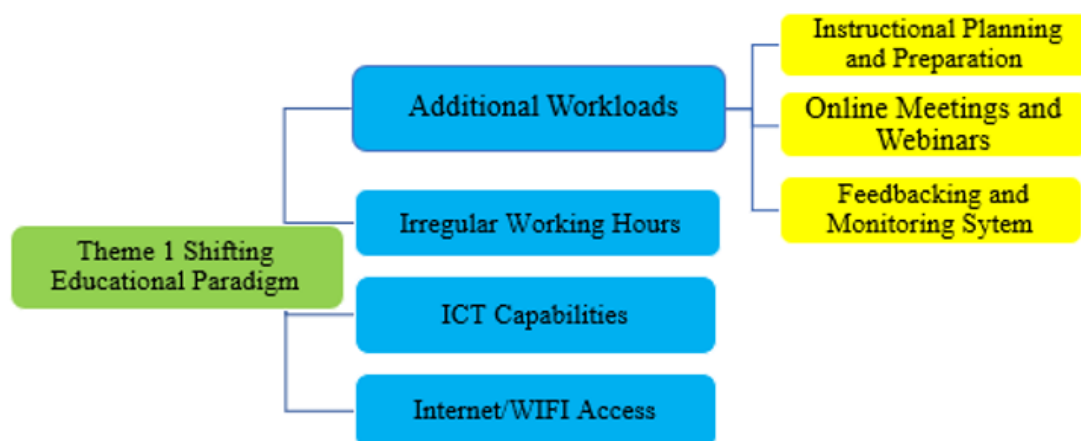 Theme 1 Shifting
Educational Paradigm
Additional Workloads
Irregular Working Hours
ICT Capabilities
Internet/WIFI Access
Instructional Planning
and Preparation
Online Meetings and
Webinars
Feedbacking and
Monitoring Sytem